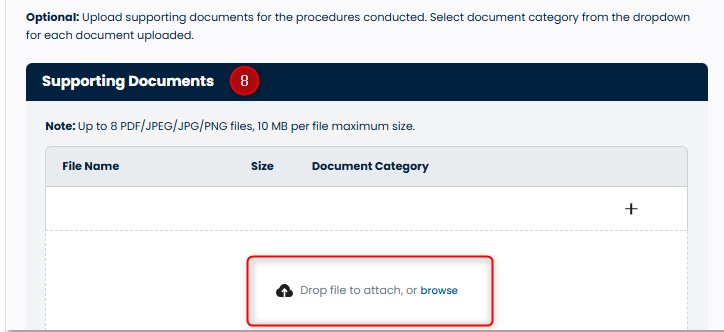 Optional: Upload supporting documents for the procedures conducted. Select document category from the dropdown
for each document uploaded.
Supporting Documents 8
Note: Up to 8 PDF/JPEG/JPG/PNG files, 10 MB per file maximum size.
File Name Size Document Category
+
Drop file to attach, or browse